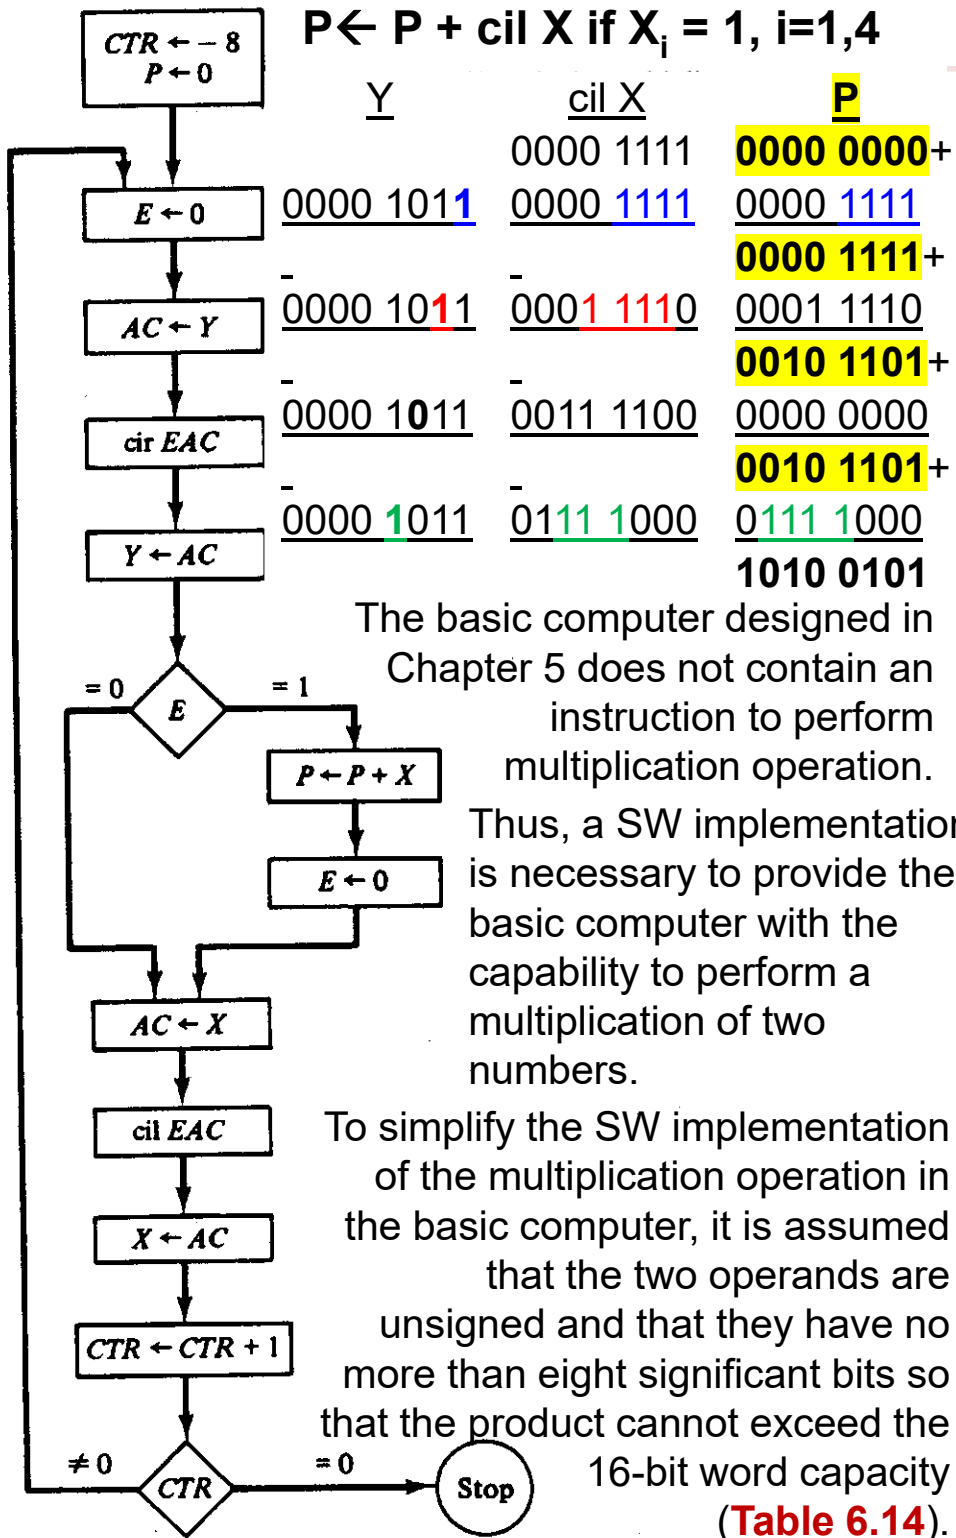 P← P + cil X if Xi = 1, i=1,4
CTR ← − 8
P ← 0
Y cil X P
0000 1111 0000 0000+
E ← 0
0000 1011 0000 1111 0000 1111
0000 1111+
AC ← Y
0000 1011 0001 1110 0001 1110
0010 1101+
cir EAC
0000 1011 0011 1100 0000 0000
0010 1101+
Y ← AC
0000 1011 0111 1000 0111 1000
1010 0101
The basic computer designed in
Chapter 5 does not contain an
instruction to perform
multiplication operation.
= 0
E
= 1
P ← P + X
E ← 0
Thus, a SW implementation
is necessary to provide the
basic computer with the
capability to perform a
multiplication of two
numbers.
AC ← X
cil EAC
X ← AC
CTR ← CTR + 1
To simplify the SW implementation
of the multiplication operation in
the basic computer, it is assumed
that the two operands are
unsigned and that they have no
more than eight significant bits so
that the product cannot exceed the
16-bit word capacity
(Table 6.14).
≠ 0
CTR
= 0
Stop